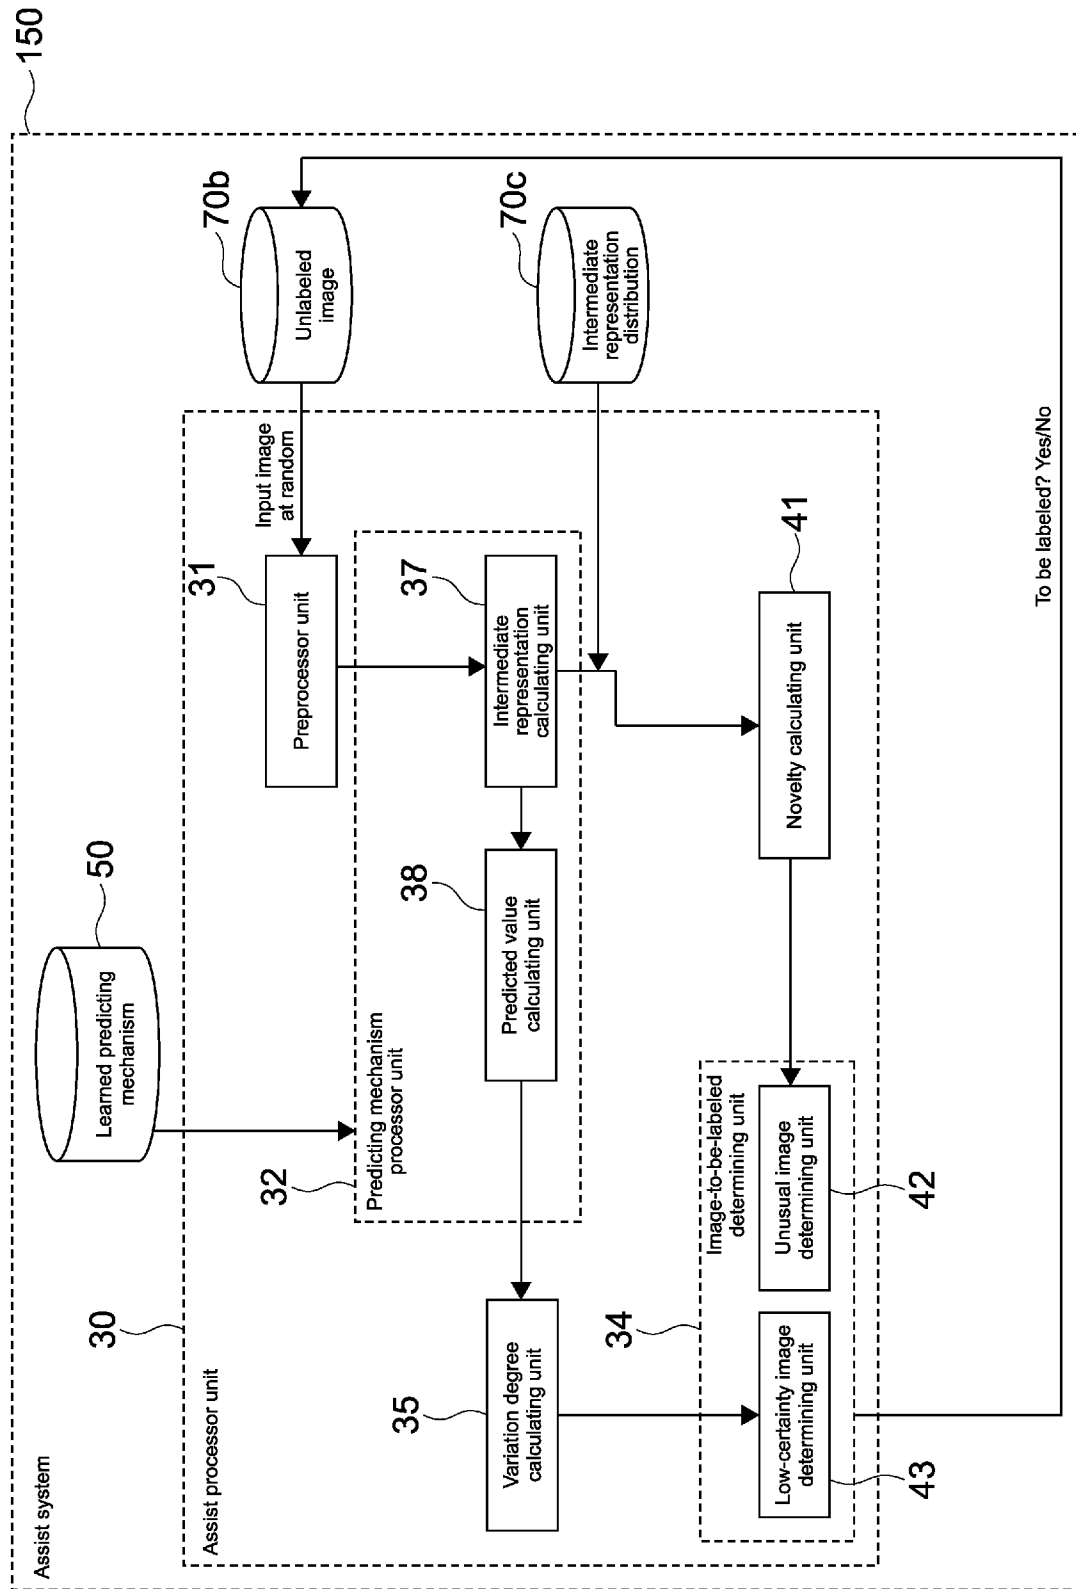 150
Assist system
50
Learned predicting
mechanism
30
Assist processor unit
31
Preprocessor unit
Input image
at random
70b
Unlabeled
image
32
Predicting mechanism
processor unit
35
Variation degree
calculating unit
38
Predicted value
calculating unit
37
Intermediate
representation
calculating unit
70c
Intermediate
representation
distribution
34
Image-to-be-labeled
determining unit
43
Low-certainty image
determining unit
42
Unusual image
determining unit
41
Novelty calculating unit
To be labeled? Yes/No